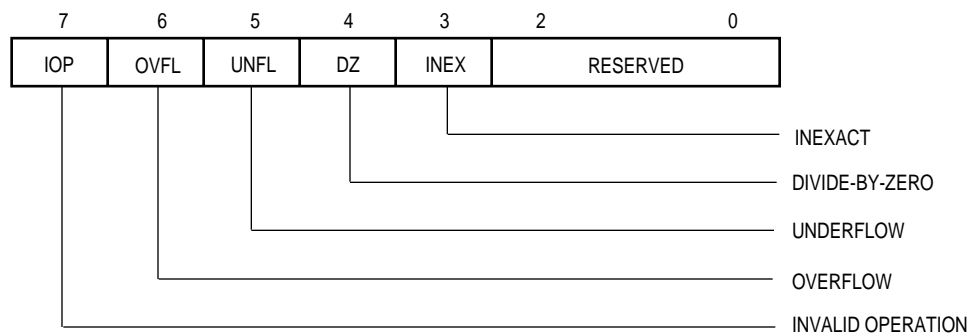 7 6 5 4 3 2 0
IOP OVFL UNFL DZ INEX RESERVED
INEXACT
DIVIDE-BY-ZERO
UNDERFLOW
OVERFLOW
INVALID OPERATION